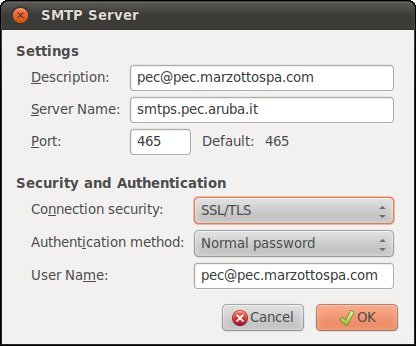 SMTP Server
Settings
Description: pec@pec.marzottospa.com
Server Name: smtps.pec.aruba.it
Port: 465 Default: 465
Security and Authentication
Connection security: SSL/TLS
Authentication method: Normal password
User Name: pec@pec.marzottospa.com
Cancel OK